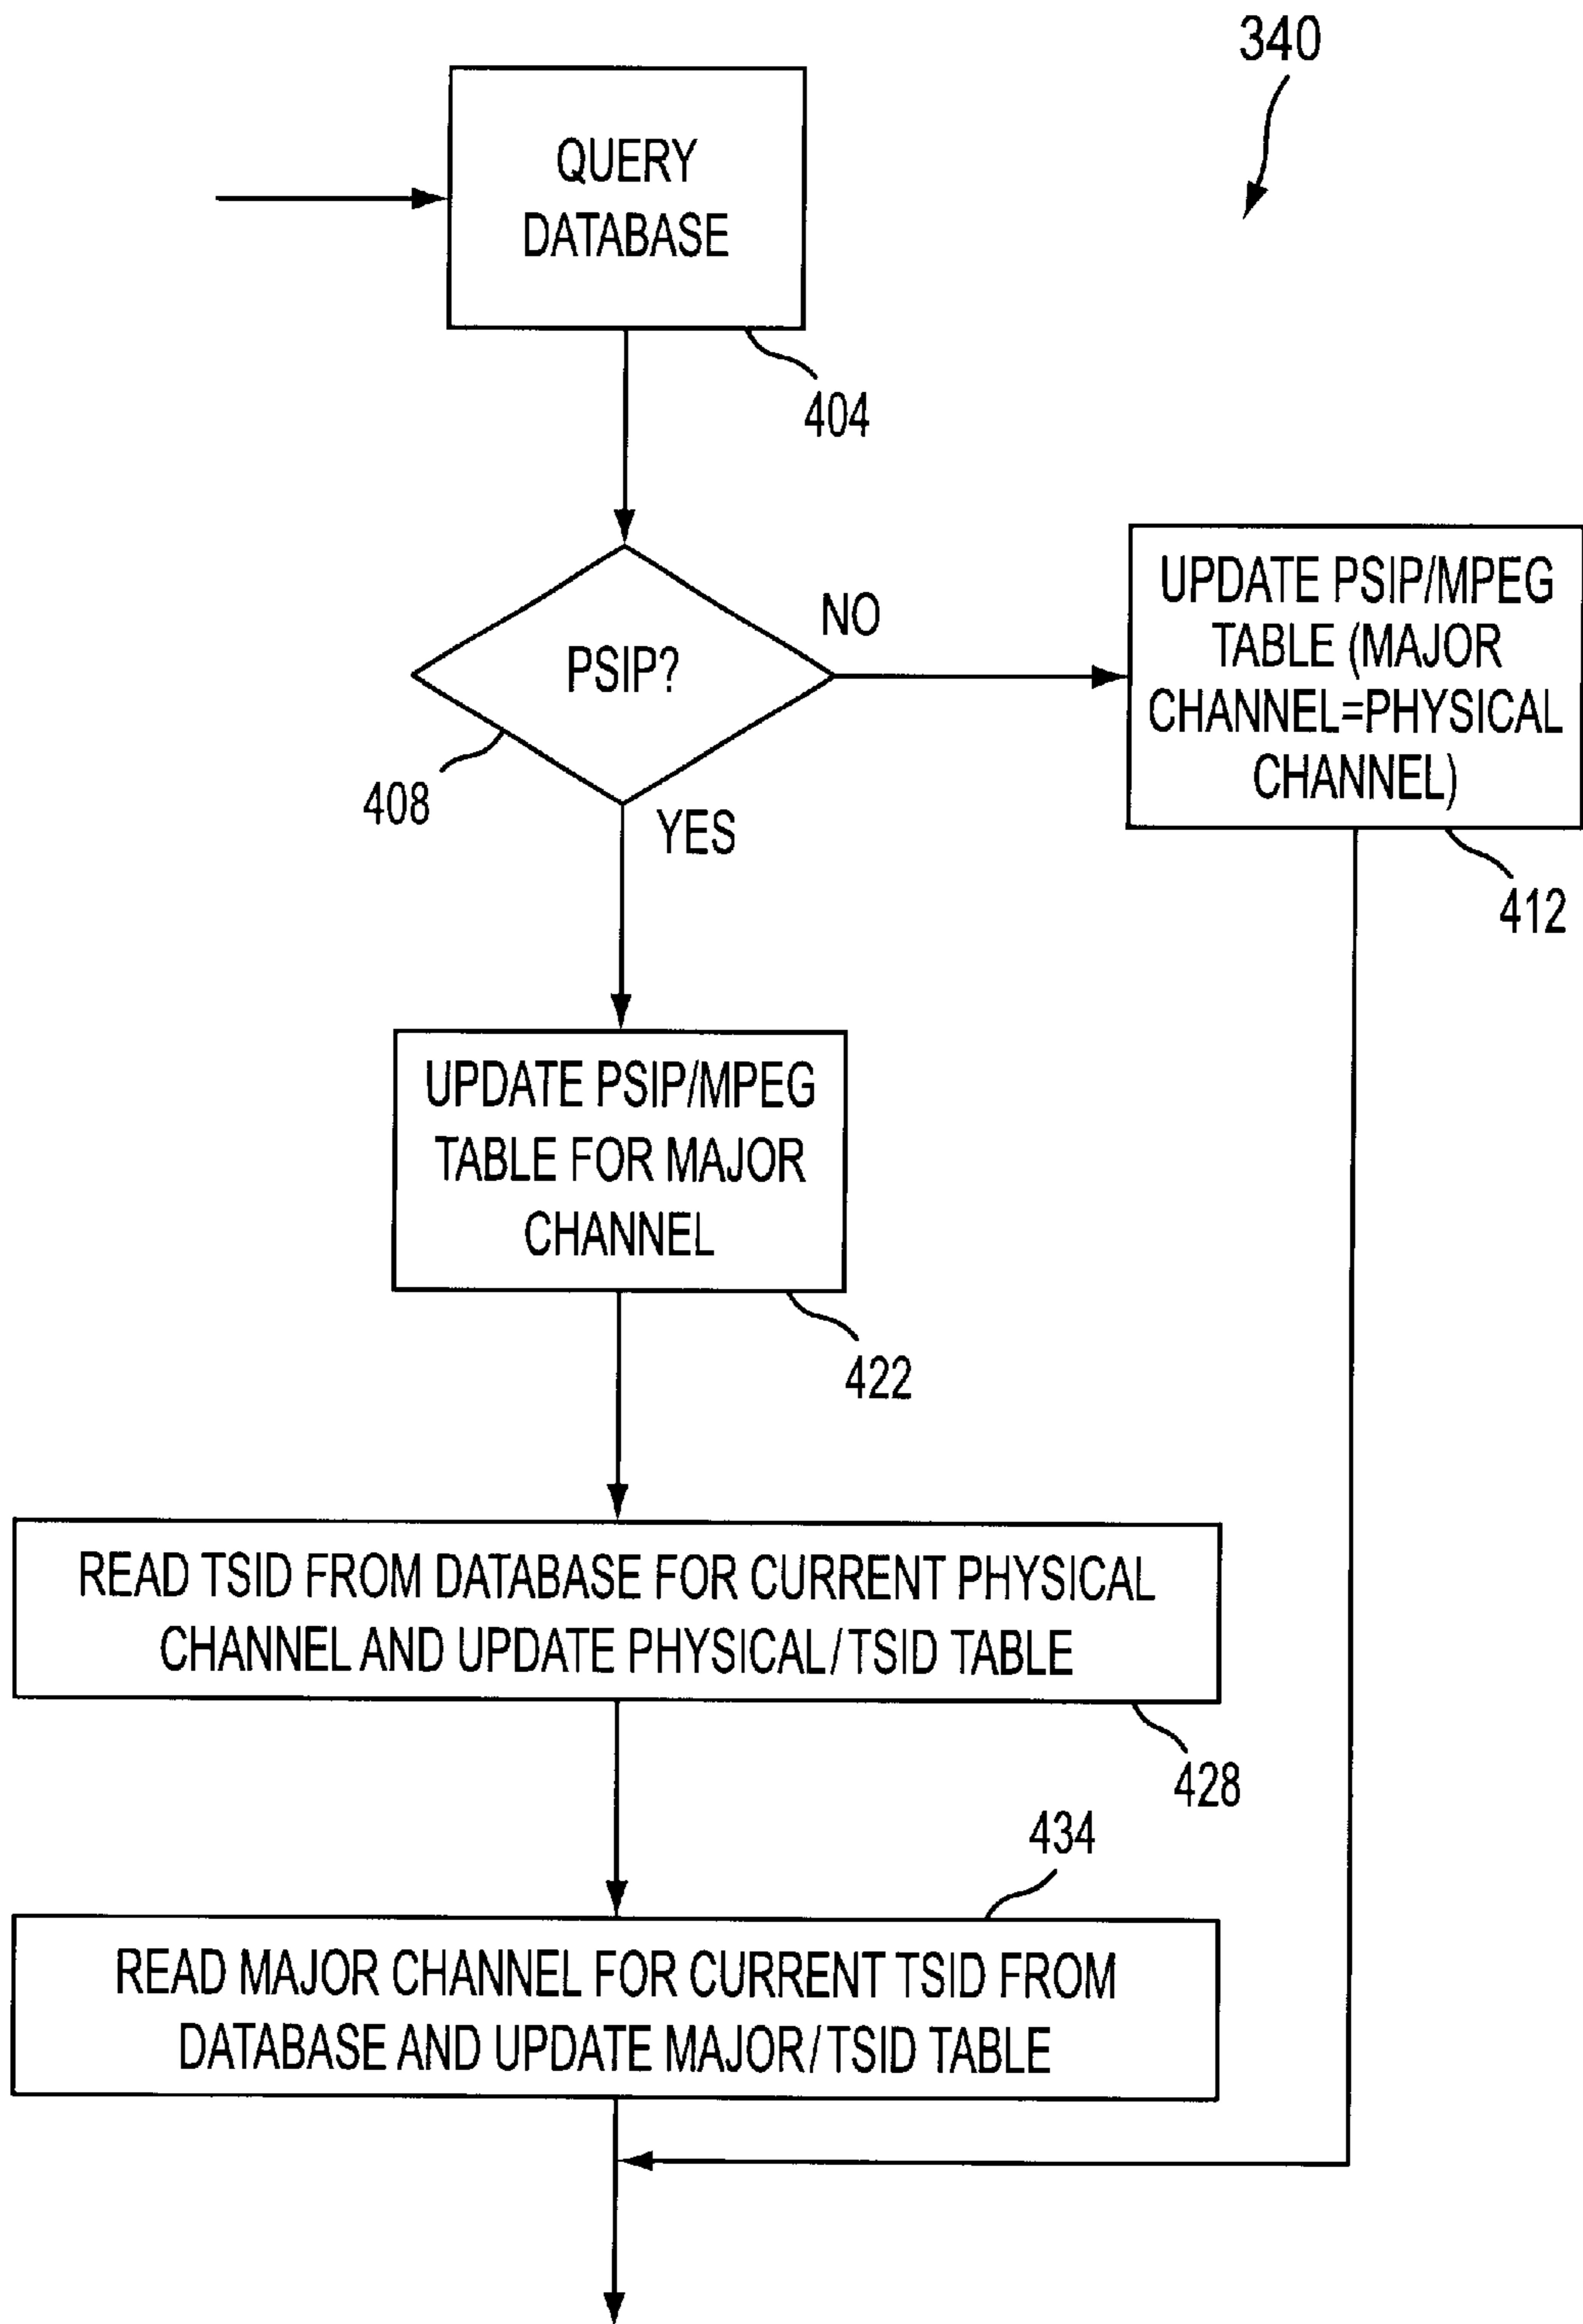 340
QUERY
DATABASE
404
PSIP?
NO
408
YES
UPDATE PSIP/MPEG
TABLE (MAJOR
CHANNEL=PHYSICAL
CHANNEL)
412
UPDATE PSIP/MPEG
TABLE FOR MAJOR
CHANNEL
422
READ TSID FROM DATABASE FOR CURRENT PHYSICAL
CHANNEL AND UPDATE PHYSICAL/TSID TABLE
428
434
READ MAJOR CHANNEL FOR CURRENT TSID FROM
DATABASE AND UPDATE MAJOR/TSID TABLE